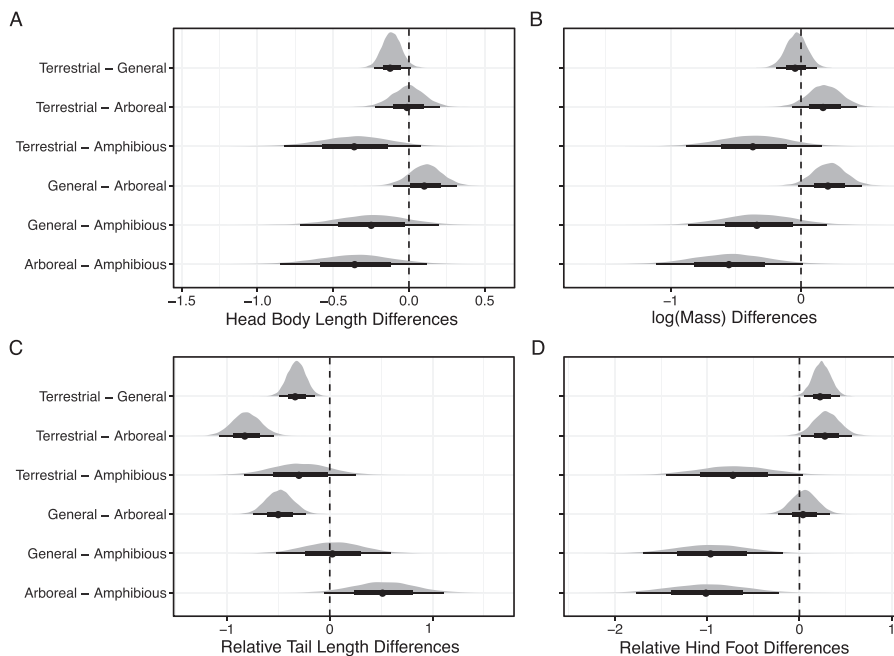 A
B
Terrestrial – General
Terrestrial – Arboreal
Terrestrial – Amphibious
General – Arboreal
General – Amphibious
Arboreal – Amphibious
−1.5 −1.0 −0.5 0.0 0.5
−1 0
Head Body Length Differences
log(Mass) Differences
C
D
Terrestrial – General
Terrestrial – Arboreal
Terrestrial – Amphibious
General – Arboreal
General – Amphibious
Arboreal – Amphibious
−1 0 1
−2 −1 0 1
Relative Tail Length Differences
Relative Hind Foot Differences